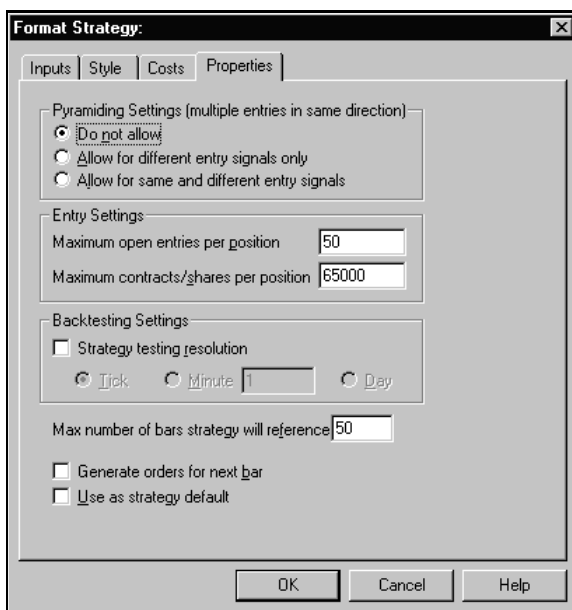 Format Strategy:
Inputs Style Costs Properties
Pyramiding Settings (multiple entries in same direction)
Do not allow
Allow for different entry signals only
Allow for same and different entry signals
Entry Settings
Maximum open entries per position 50
Maximum contracts/shares per position 65000
Backtesting Settings
Strategy testing resolution
Tick Minute 1 Day
Max number of bars strategy will reference 50
Generate orders for next bar
Use as strategy default
OK Cancel Help